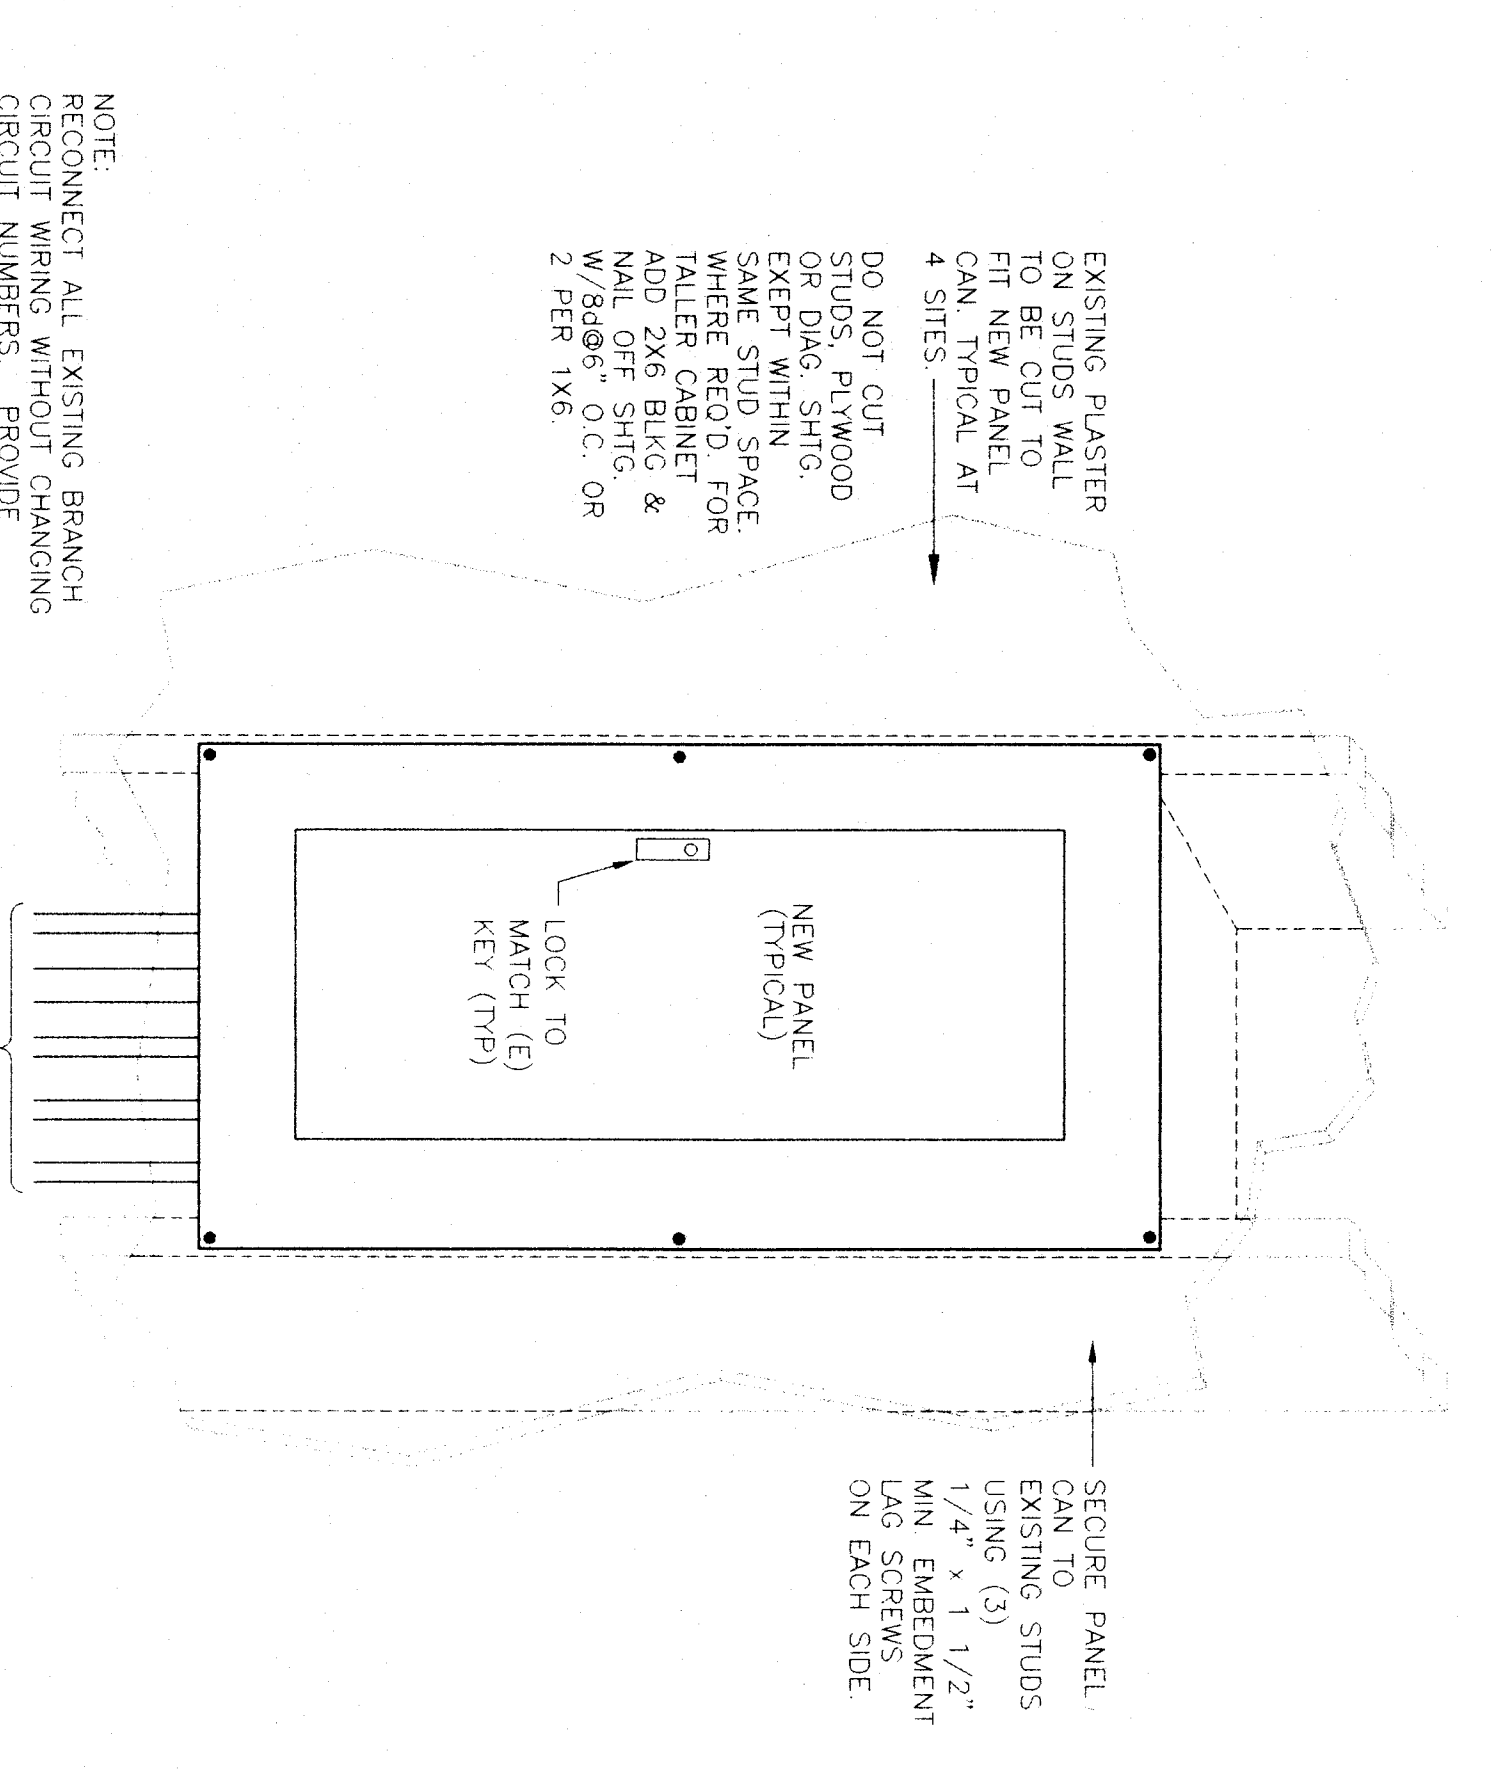 EXISTING PLASTER
ON STUDS WALL
TO BE CUT TO
FIT NEW PANEL
CAN. TYPICAL AT
4 SITES.
DO NOT CUT
STUDS, PLYWOOD
OR DIAG. SHTG.
EXEPT WITHIN
SAME STUD SPACE.
WHERE REQ'D. FOR
TALLER CABINET
ADD 2X6 BLKG &
NAIL OFF SHTG.
W/8d@6" O.C. OR
2 PER 1X6.
NEW PANEL
(TYPICAL)
LOCK TO
MATCH (E)
KEY (TYP)
SECURE PANEL
CAN TO
EXISTING STUDS
USING (3)
1/4" x 1 1/2"
MIN. EMBEDMENT
LAG SCREWS
ON EACH SIDE.
NOTE:
RECONNECT ALL EXISTING BRANCH
CIRCUIT WIRING WITHOUT CHANGING
CIRCUIT NUMBERS. PROVIDE